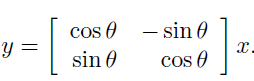 y = [ cos θ  − sin θ
sin θ  cos θ ] x.